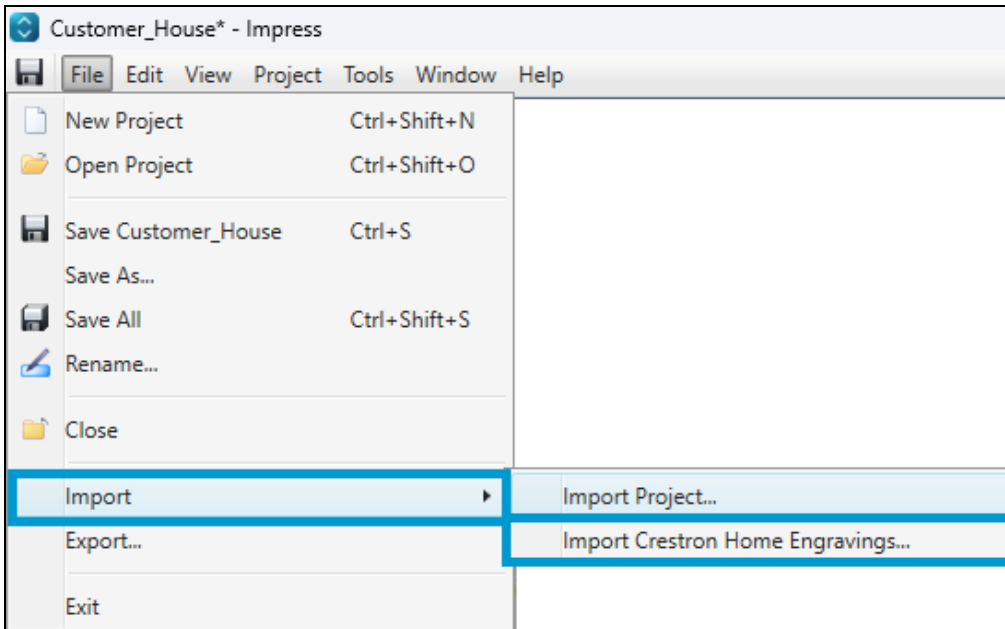 Customer_House* - Impress
File Edit View Project Tools Window Help
New Project Ctrl+Shift+N
Open Project Ctrl+Shift+O
Save Customer_House Ctrl+S
Save As...
Save All Ctrl+Shift+S
Rename...
Close
Import Import Project...
Export... Import Crestron Home Engravings...
Exit